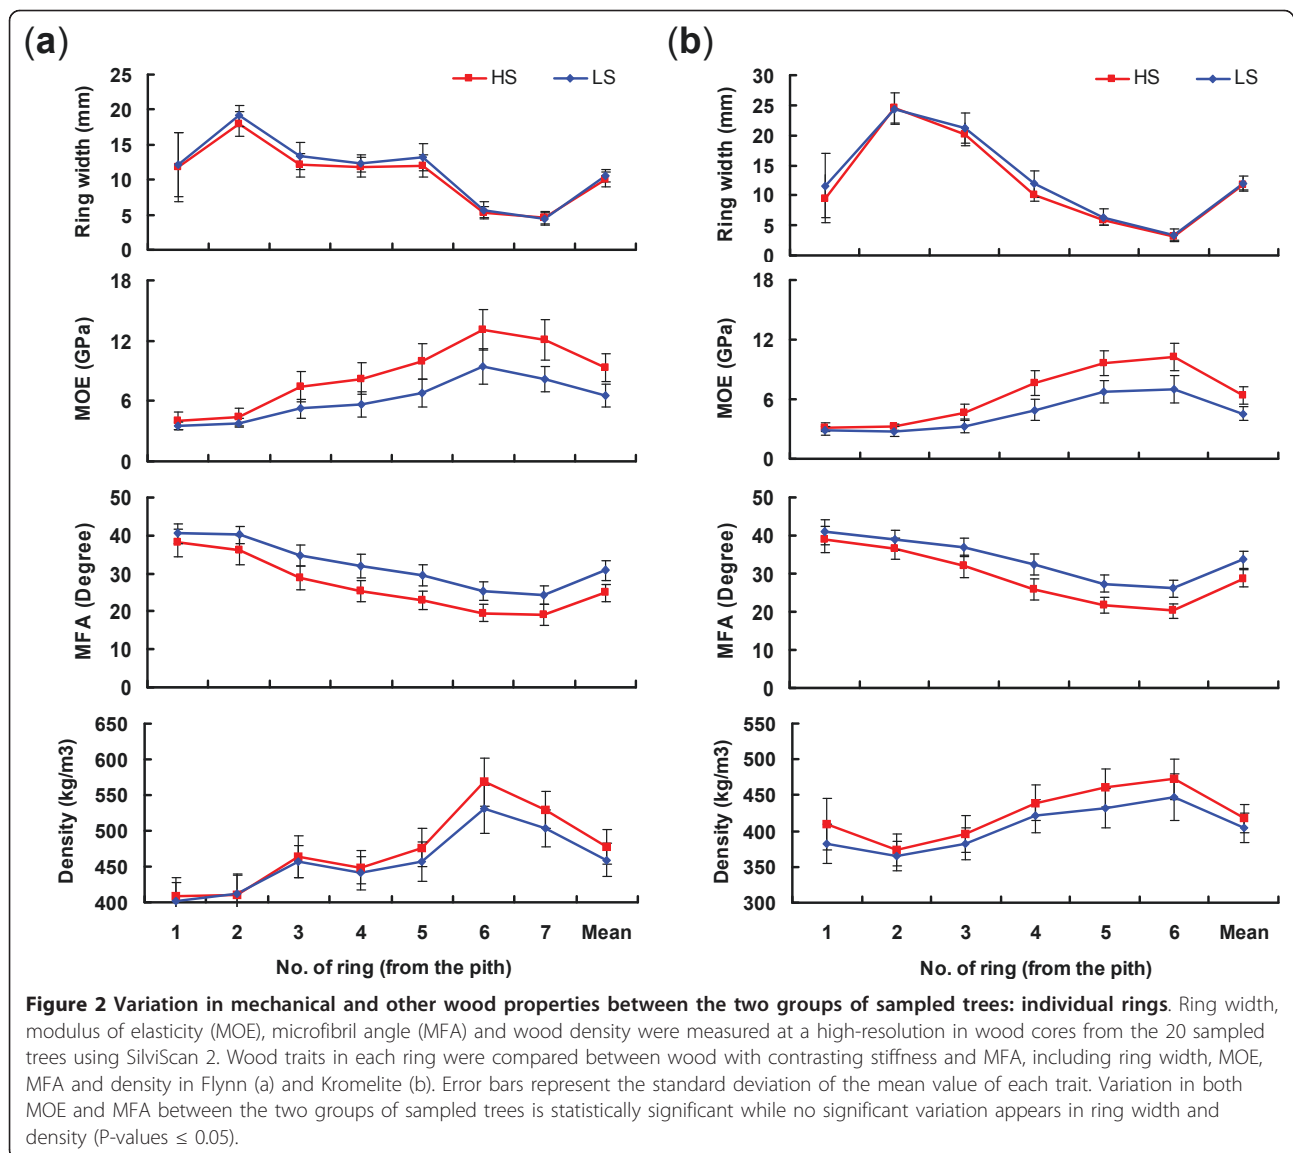 (a)
HS LS
Ring width (mm)
25
20
15
10
5
0
MOE (GPa)
18
12
6
0
MFA (Degree)
50
40
30
20
10
0
Density (kg/m3)
650
600
550
500
450
400
1 2 3 4 5 6 7 Mean
No. of ring (from the pith)
(b)
HS LS
Ring width (mm)
30
25
20
15
10
5
0
MOE (GPa)
18
12
6
0
MFA (Degree)
50
40
30
20
10
0
Density (kg/m3)
550
500
450
400
350
300
1 2 3 4 5 6 Mean
No. of ring (from the pith)
Figure 2 Variation in mechanical and other wood properties between the two groups of sampled trees: individual rings. Ring width,
modulus of elasticity (MOE), microfibril angle (MFA) and wood density were measured at a high-resolution in wood cores from the 20 sampled
trees using SilviScan 2. Wood traits in each ring were compared between wood with contrasting stiffness and MFA, including ring width, MOE,
MFA and density in Flynn (a) and Kromelite (b). Error bars represent the standard deviation of the mean value of each trait. Variation in both
MOE and MFA between the two groups of sampled trees is statistically significant while no significant variation appears in ring width and
density (P-values ≤ 0.05).